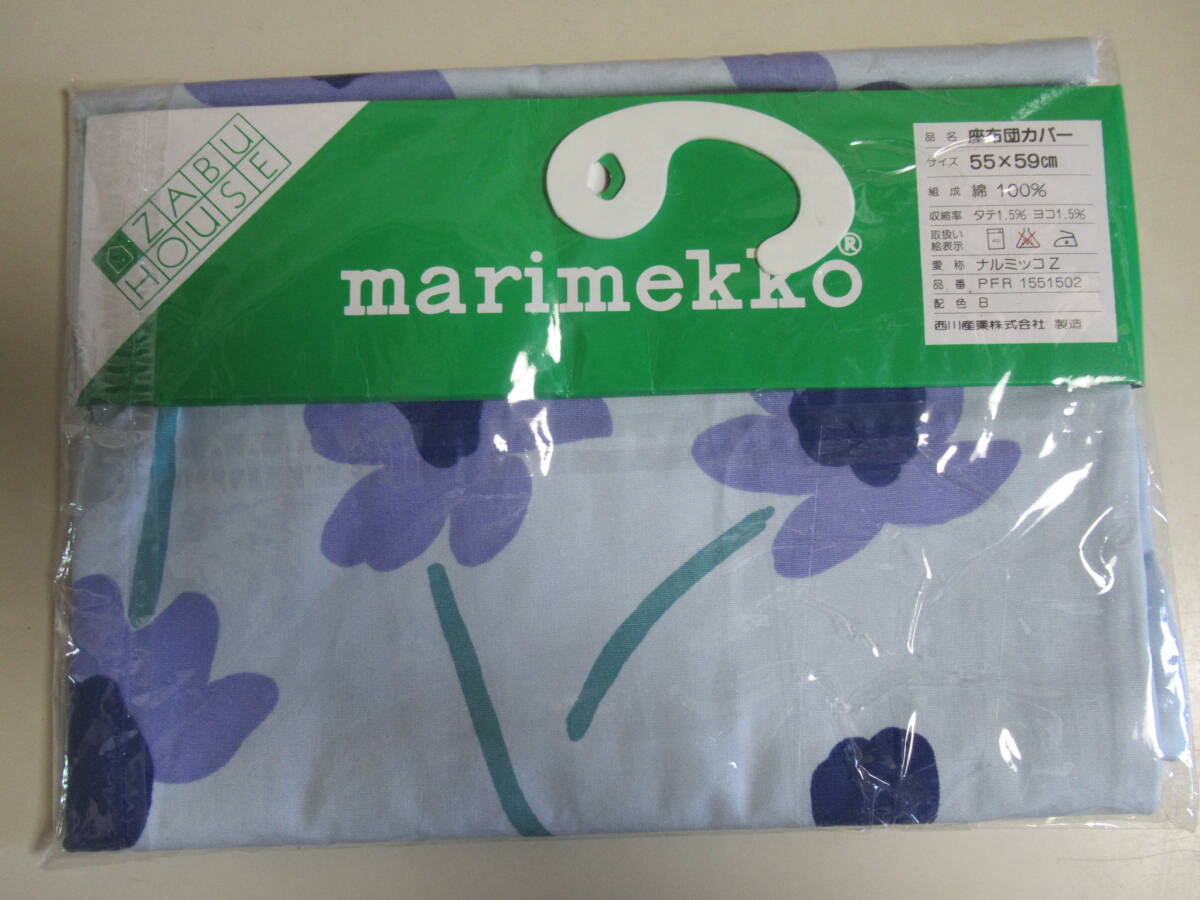 ZABU
HOUSE
marimekko®
品名 座布団カバー
サイズ 55×59㎝
組成 綿 100%
収縮率 タテ1.5% ヨコ1.5%
取扱い
絵表示
愛称 ナルミッコZ
品番 PFR 1551502
配色 B
西川産業株式会社 製造